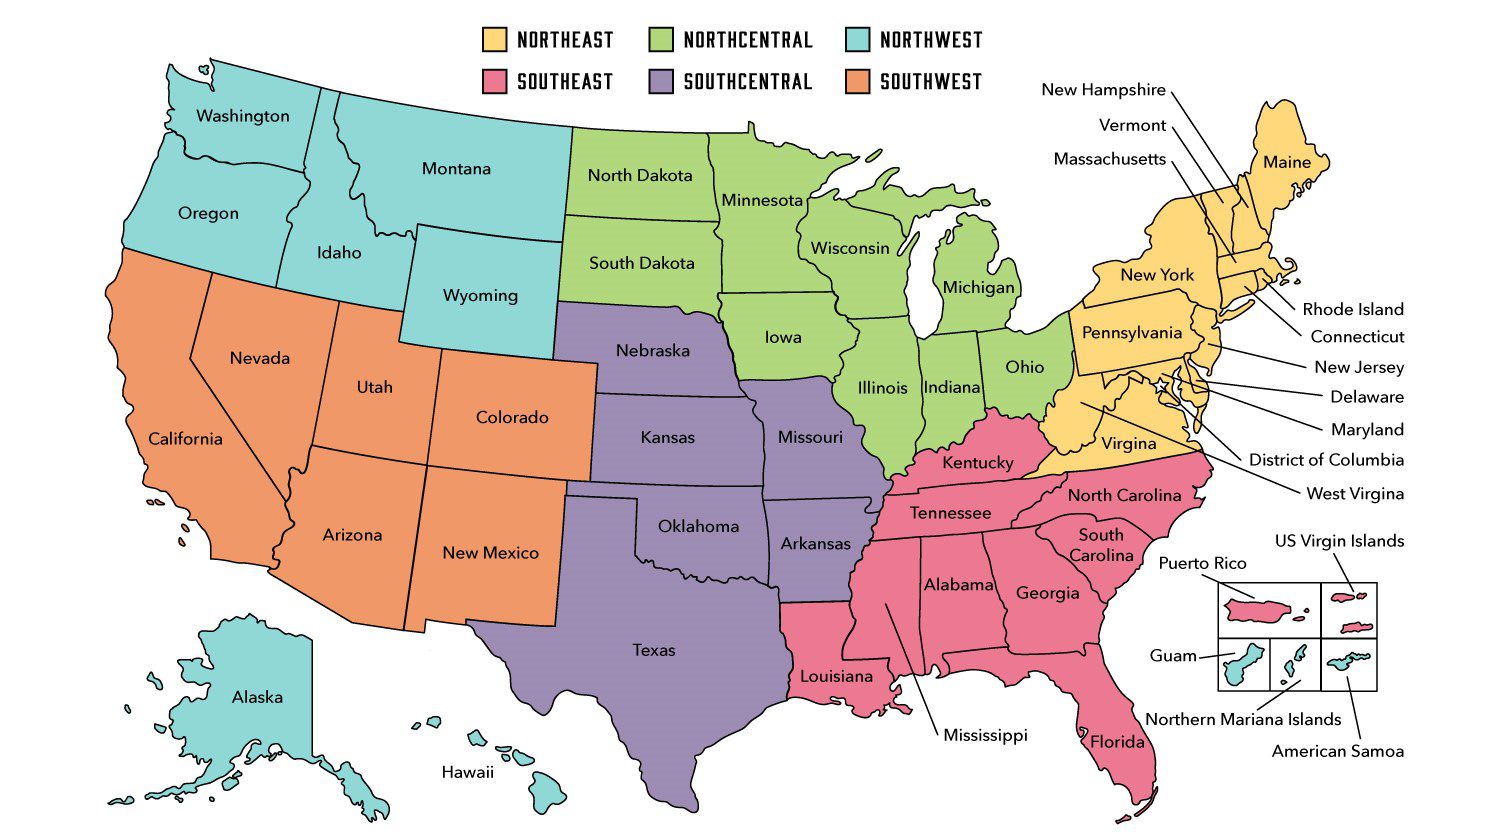 NORTHEAST
NORTHCENTRAL
NORTHWEST
SOUTHEAST
SOUTHCENTRAL
SOUTHWEST
New Hampshire
Vermont
Massachusetts
Maine
Washington
Montana
North Dakota
Minnesota
Oregon
Idaho
Wisconsin
South Dakota
Wyoming
Michigan
New York
Rhode Island
Connecticut
Pennsylvania
New Jersey
Nebraska
Iowa
Nevada
Utah
Ohio
Illinois
Indiana
Delaware
Colorado
Maryland
California
Kansas
Missouri
Virgina
District of Columbia
Kentucky
West Virgina
North Carolina
Tennessee
Oklahoma
Arkansas
South
Carolina
Arizona
New Mexico
US Virgin Islands
Puerto Rico
Alabama
Georgia
Texas
Guam
Louisiana
Alaska
Northern Mariana Islands
Mississippi
Florida
American Samoa
Hawaii